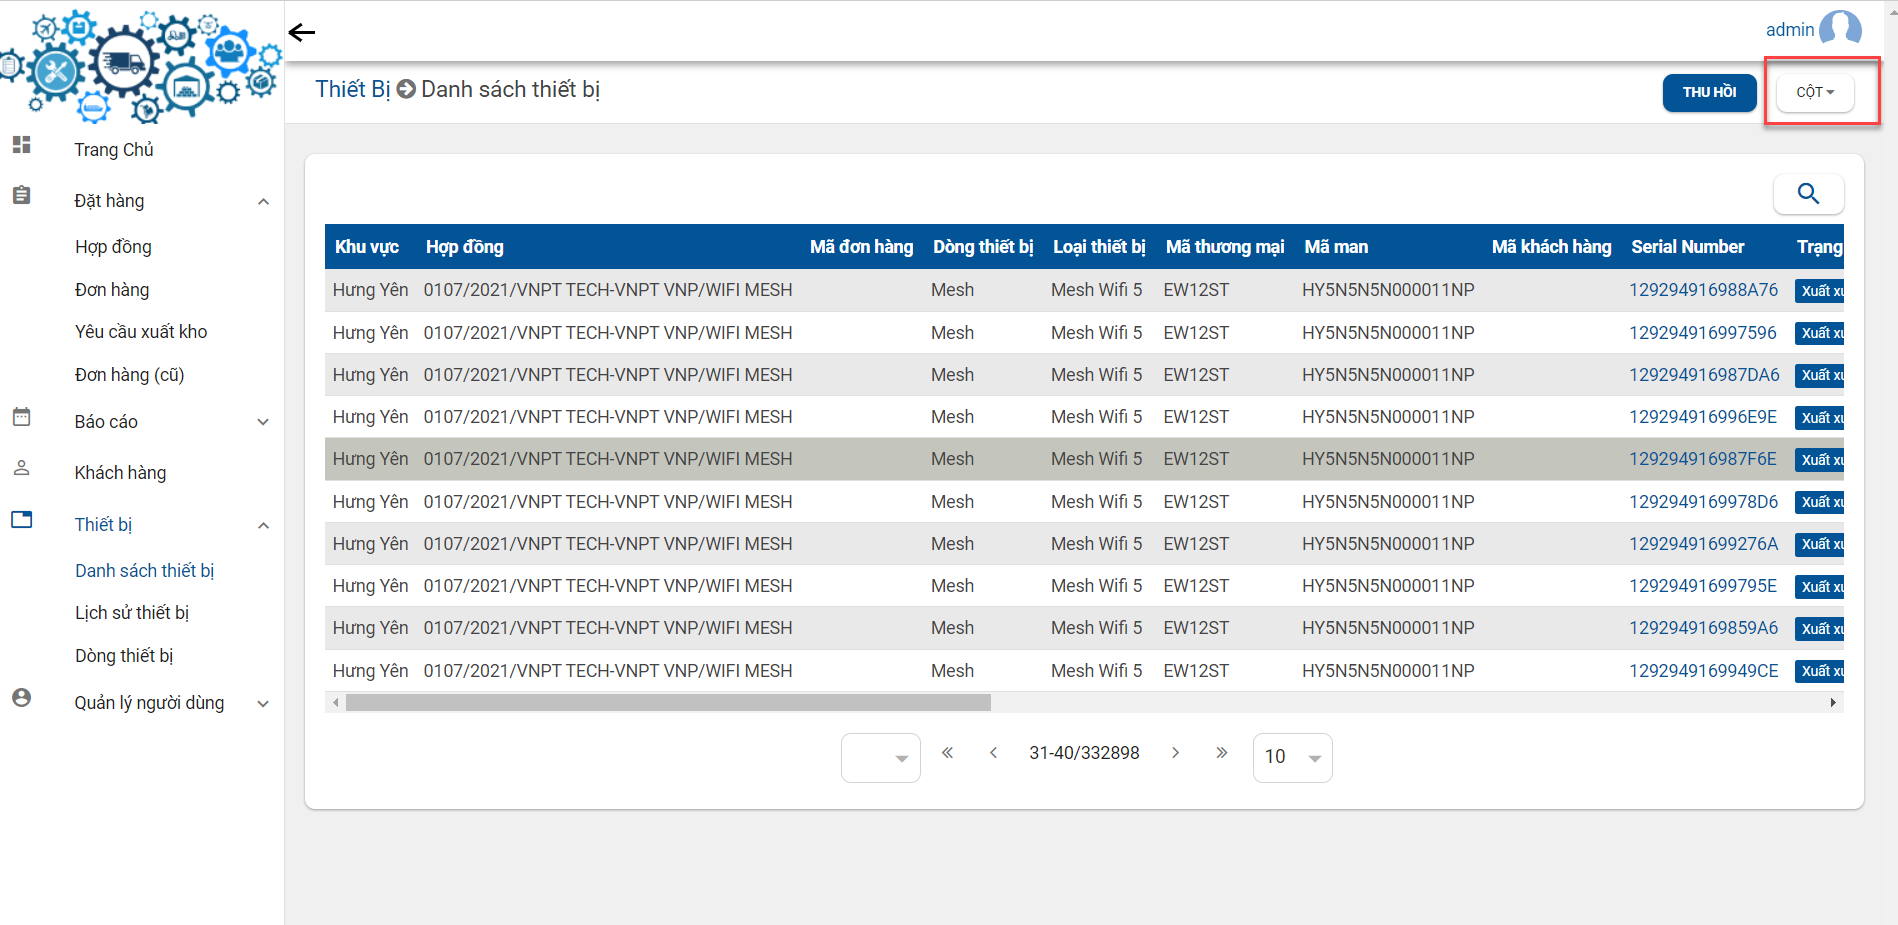 admin
Thiết Bị Danh sách thiết bị
THU HỒI
CỘT
Trang Chủ
Đặt hàng
Hợp đồng
Đơn hàng
Yêu cầu xuất kho
Đơn hàng (cũ)
Báo cáo
Khách hàng
Thiết bị
Danh sách thiết bị
Lịch sử thiết bị
Dòng thiết bị
Quản lý người dùng
Khu vực Hợp đồng Mã đơn hàng Dòng thiết bị Loại thiết bị Mã thương mại Mã man Mã khách hàng Serial Number Trạng
Hưng Yên 0107/2021/VNPT TECH-VNPT VNP/WIFI MESH Mesh Mesh Wifi 5 EW12ST HY5N5N5N000011NP 129294916988A76 Xuất xu
Hưng Yên 0107/2021/VNPT TECH-VNPT VNP/WIFI MESH Mesh Mesh Wifi 5 EW12ST HY5N5N5N000011NP 129294916997596 Xuất xu
Hưng Yên 0107/2021/VNPT TECH-VNPT VNP/WIFI MESH Mesh Mesh Wifi 5 EW12ST HY5N5N5N000011NP 129294916987DA6 Xuất xu
Hưng Yên 0107/2021/VNPT TECH-VNPT VNP/WIFI MESH Mesh Mesh Wifi 5 EW12ST HY5N5N5N000011NP 129294916996E9E Xuất xu
Hưng Yên 0107/2021/VNPT TECH-VNPT VNP/WIFI MESH Mesh Mesh Wifi 5 EW12ST HY5N5N5N000011NP 129294916987F6E Xuất xu
Hưng Yên 0107/2021/VNPT TECH-VNPT VNP/WIFI MESH Mesh Mesh Wifi 5 EW12ST HY5N5N5N000011NP 1292949169978D6 Xuất xu
Hưng Yên 0107/2021/VNPT TECH-VNPT VNP/WIFI MESH Mesh Mesh Wifi 5 EW12ST HY5N5N5N000011NP 12929491699276A Xuất xu
Hưng Yên 0107/2021/VNPT TECH-VNPT VNP/WIFI MESH Mesh Mesh Wifi 5 EW12ST HY5N5N5N000011NP 12929491699795E Xuất xu
Hưng Yên 0107/2021/VNPT TECH-VNPT VNP/WIFI MESH Mesh Mesh Wifi 5 EW12ST HY5N5N5N000011NP 1292949169859A6 Xuất xu
Hưng Yên 0107/2021/VNPT TECH-VNPT VNP/WIFI MESH Mesh Mesh Wifi 5 EW12ST HY5N5N5N000011NP 1292949169949CE Xuất xu
31-40/332898
10